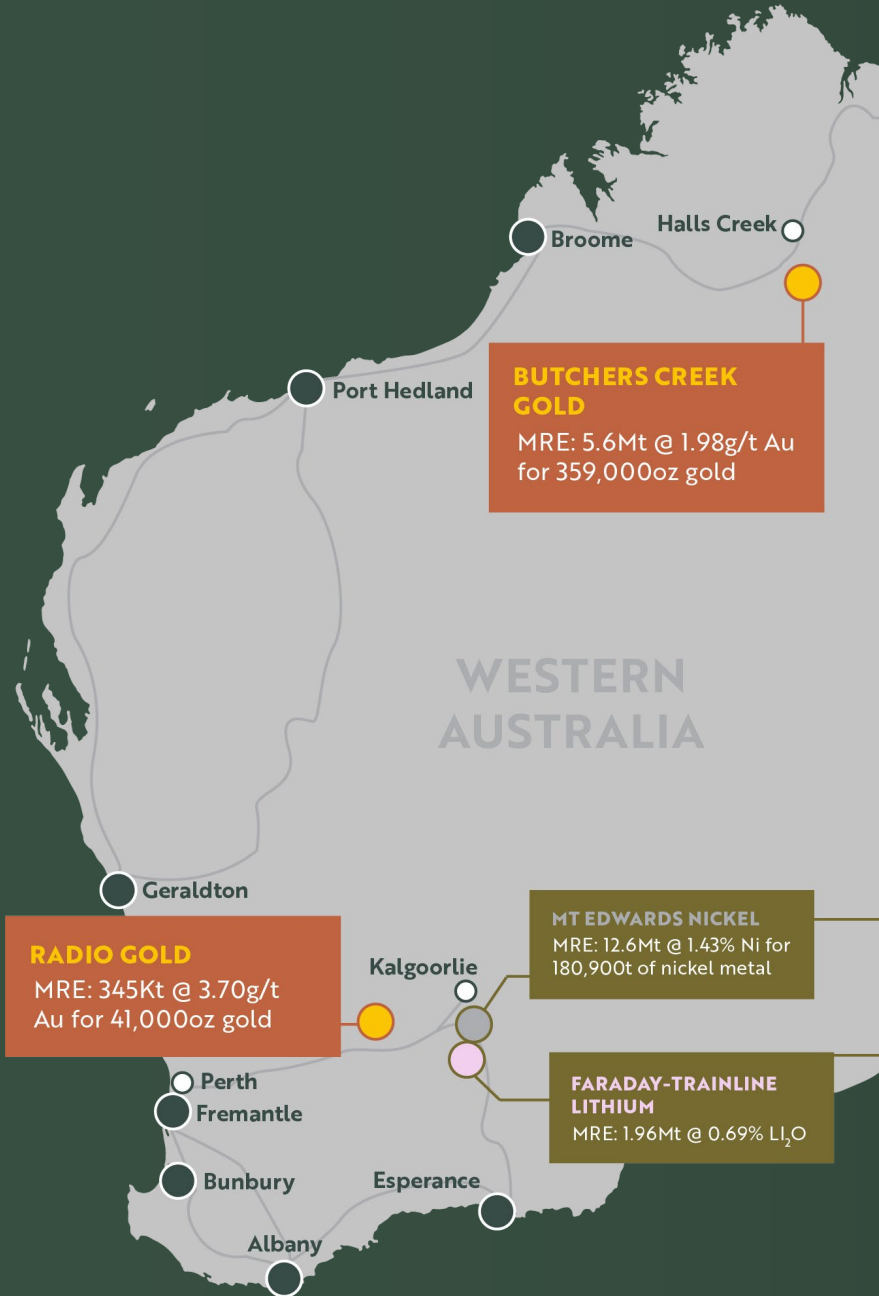 Halls Creek
Broome
Port Hedland
BUTCHERS CREEK
GOLD
MRE: 5.6Mt @ 1.98g/t Au
for 359,000oz gold
WESTERN
AUSTRALIA
Geraldton
MT EDWARDS NICKEL
MRE: 12.6Mt @ 1.43% Ni for
180,900t of nickel metal
RADIO GOLD
MRE: 345Kt @ 3.70g/t
Au for 41,000oz gold
Kalgoorlie
FARADAY-TRAINLINE
LITHIUM
MRE: 1.96Mt @ 0.69% LI₂O
Perth
Fremantle
Bunbury
Esperance
Albany